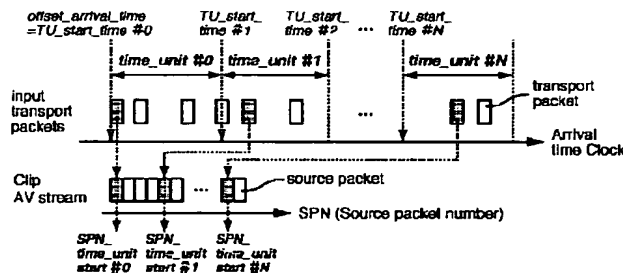 offset_arrival_time
=TU_start_time #0
TU_start_
time #1
TU_start_
time #2
...
TU_start_
time #N
time_unit #0
time_unit #1
time_unit #N
input
transport
packets
...
transport
packet
Arrival
time Clock
Clip
AV stream
...
source packet
SPN (Source packet number)
SPN_
time_unit
start #0
SPN_
time_unit
start #1
SPN_
time_unit
start #N